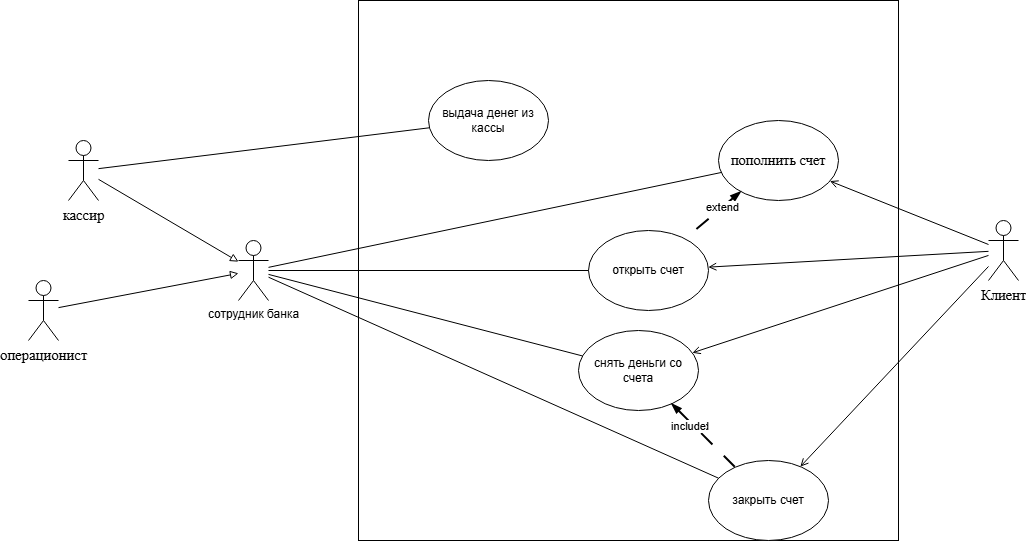 выдача денег из
кассы
пополнить счет
кассир
extend
открыть счет
Клиент
сотрудник банка
операционист
снять деньги со
счета
include
закрыть счет